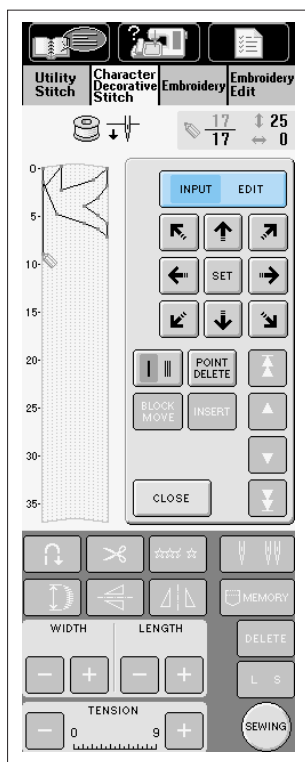 Utility Stitch
Character Decorative Stitch
Embroidery
Embroidery Edit
17
17
25
0
0-
5-
10-
15-
20-
25-
30-
35-
INPUT EDIT
SET
POINT DELETE
BLOCK MOVE
INSERT
CLOSE
MEMORY
WIDTH
LENGTH
DELETE
L S
TENSION
0 9
SEWING